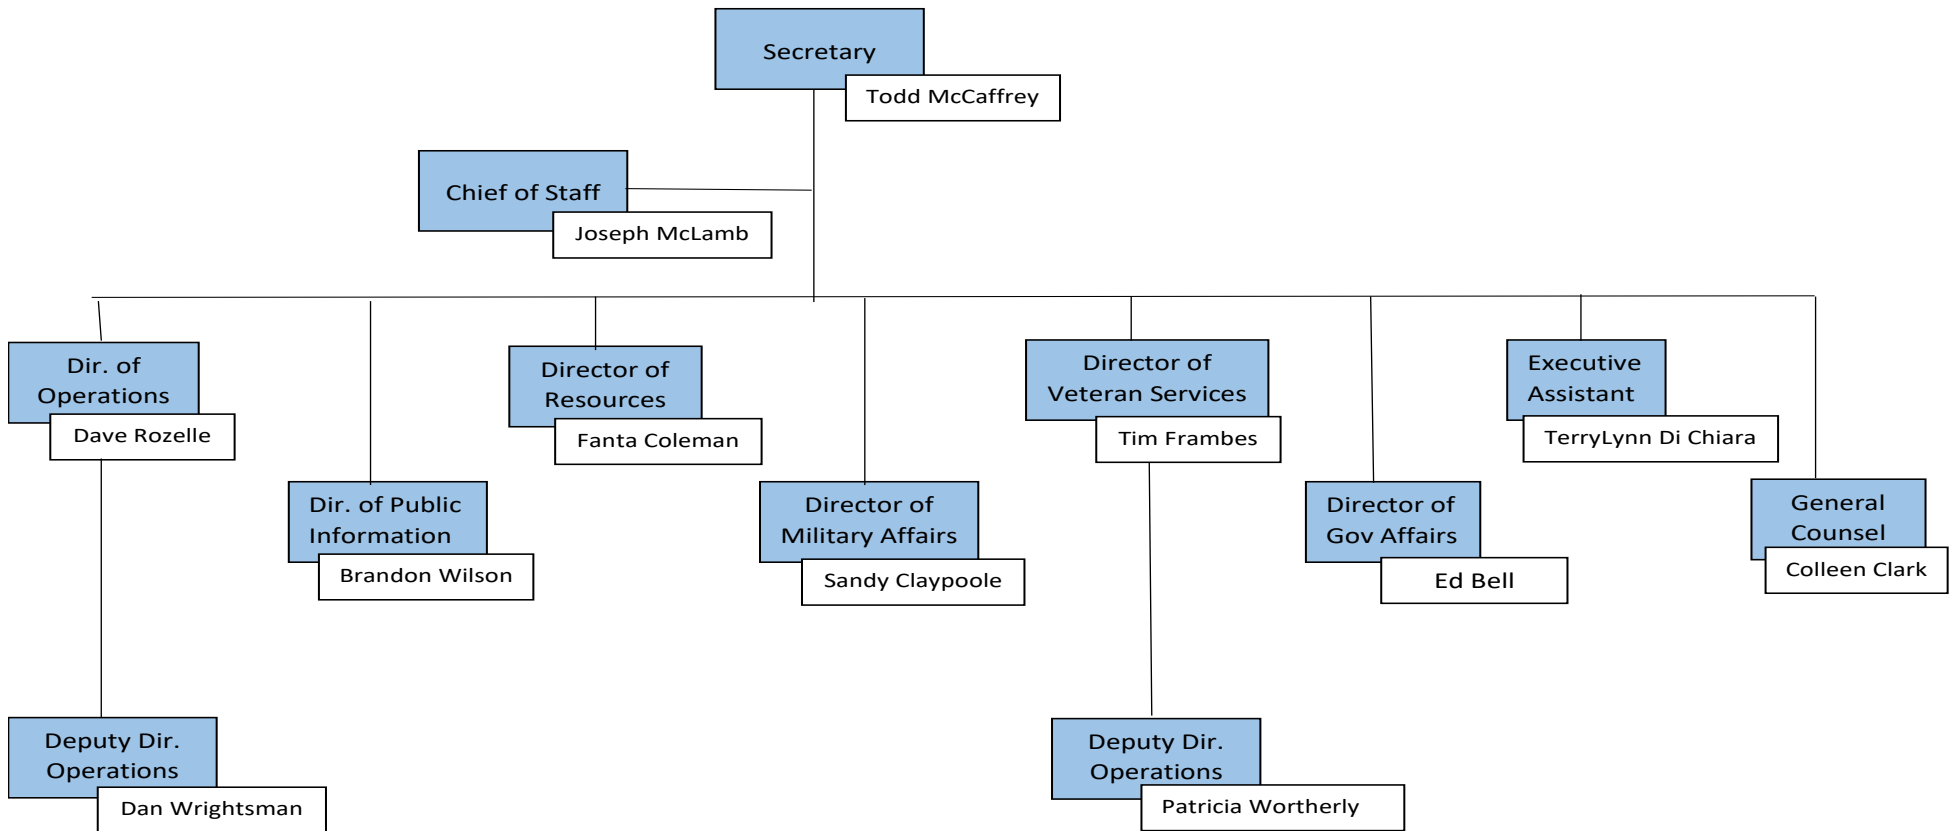 Secretary
Todd McCaffrey
Chief of Staff
Joseph McLamb
Dir. of
Operations
Dave Rozelle
Dir. of Public
Information
Brandon Wilson
Director of
Resources
Fanta Coleman
Director of
Military Affairs
Sandy Claypoole
Director of
Veteran Services
Tim Frambes
Director of
Gov Affairs
Ed Bell
Executive
Assistant
TerryLynn Di Chiara
General
Counsel
Colleen Clark
Deputy Dir.
Operations
Dan Wrightsman
Deputy Dir.
Operations
Patricia Wortherly